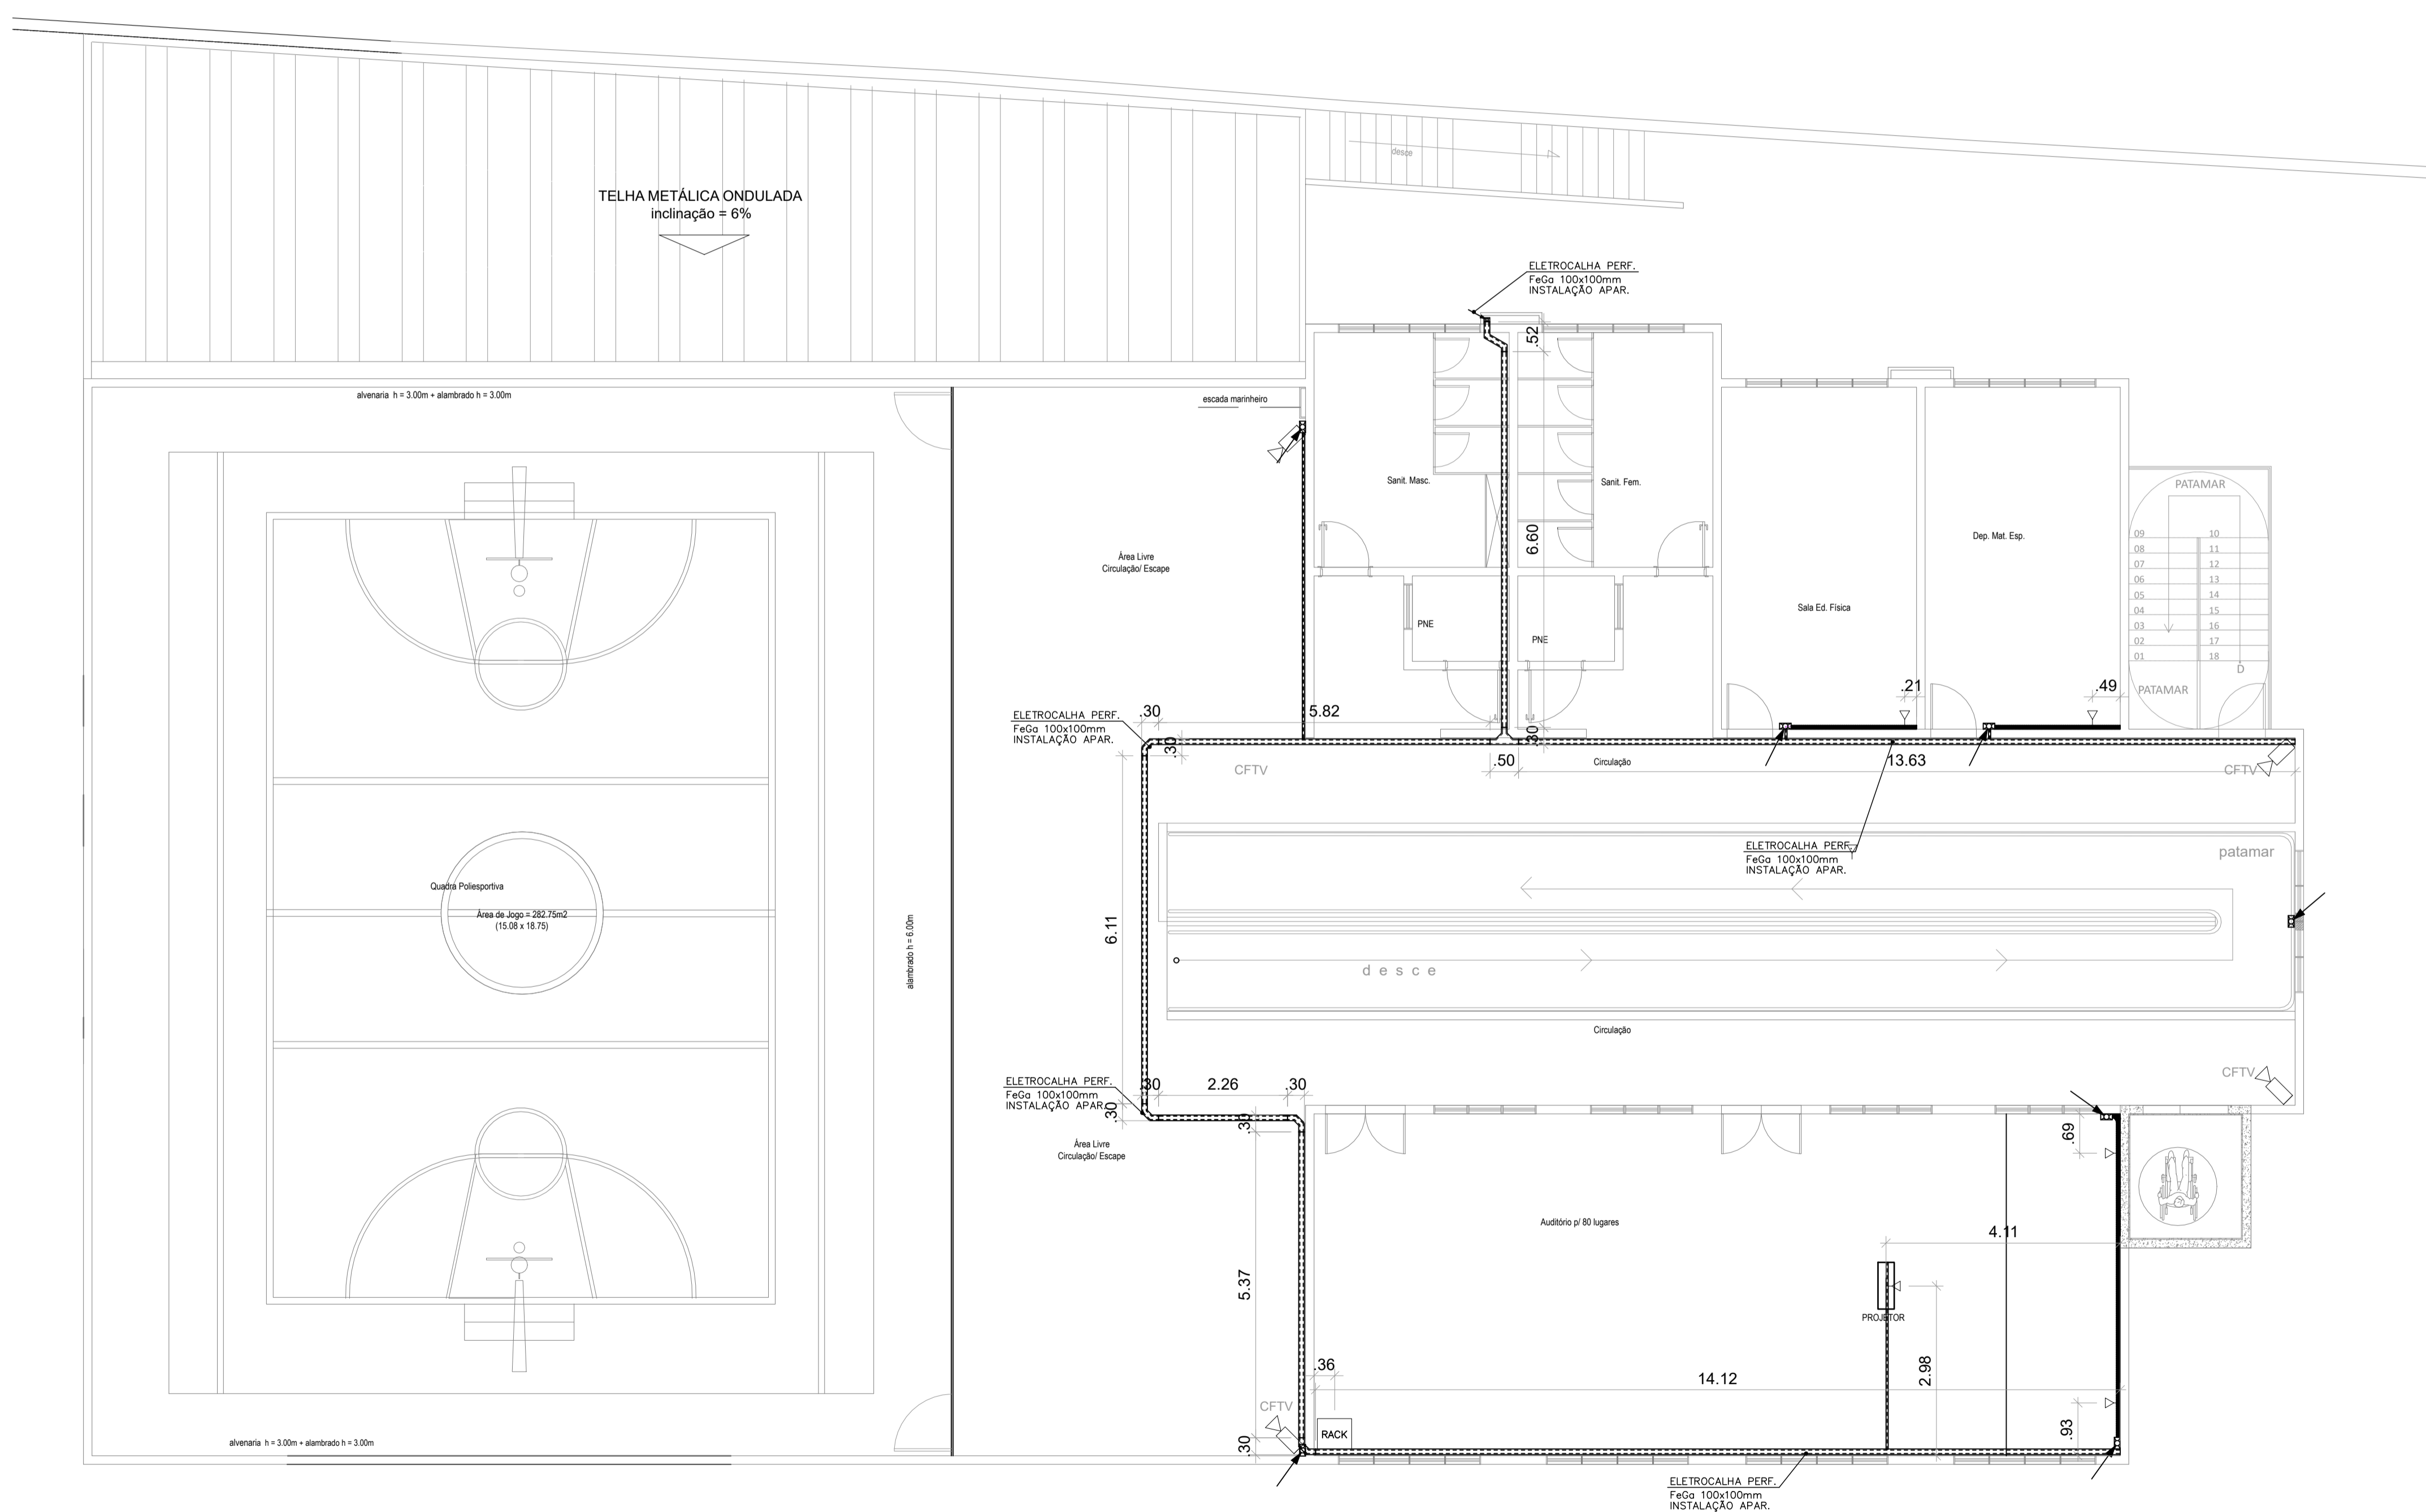 desce
TELHA METÁLICA ONDULADA
inclinação = 6%
ELETROCALHA PERF.
FeGa 100x100mm
INSTALAÇÃO APAR.
.52
alvenaria h = 3.00m + alambrado h = 3.00m
escada marinheiro
Sanit. Masc.
Sanit. Fem.
PATAMAR
6.60
Dep. Mat. Esp.
09 10
08 11
07 12
06 13
05 14
04 15
03 16
02 17
01 18
D
Área Livre
Circulação/ Escape
Sala Ed. Física
PNE
PNE
.21
.49
PATAMAR
ELETROCALHA PERF.
FeGa 100x100mm
INSTALAÇÃO APAR.
.30
5.82
.30
.30
.50
Circulação
13.63
CFTV
CFTV
ELETROCALHA PERF.
FeGa 100x100mm
INSTALAÇÃO APAR.
patamar
Quadra Poliesportiva
Área de Jogo = 282.75m2
(15.08 x 18.75)
alambrado h = 6.00m
6.11
desce
Circulação
CFTV
ELETROCALHA PERF.
FeGa 100x100mm
INSTALAÇÃO APAR.
.30
2.26
.30
.30
.30
.69
Área Livre
Circulação/ Escape
Auditório p/ 80 lugares
4.11
5.37
PROJETOR
.36
14.12
2.98
CFTV
.93
RACK
.30
alvenaria h = 3.00m + alambrado h = 3.00m
ELETROCALHA PERF.
FeGa 100x100mm
INSTALAÇÃO APAR.